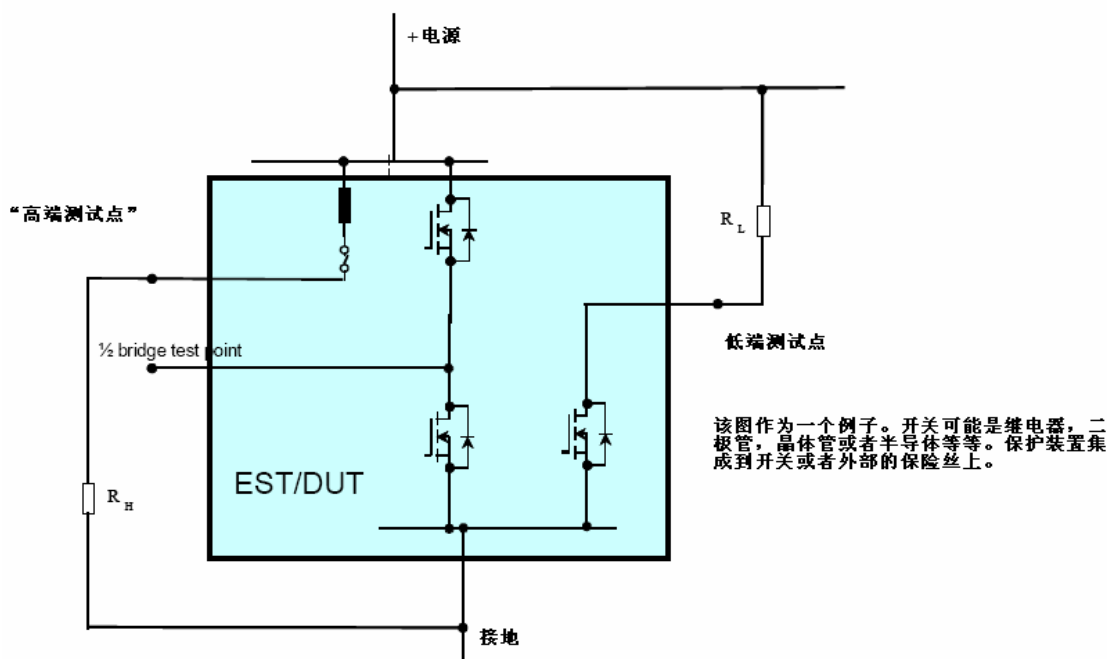 +电源
“高端测试点”
R L
½ bridge test point
低端测试点
该图作为一个例子。开关可能是继电器，二
极管，晶体管或者半导体等等。保护装置集
成到开关或者外部的保险丝上。
EST/DUT
R H
接地